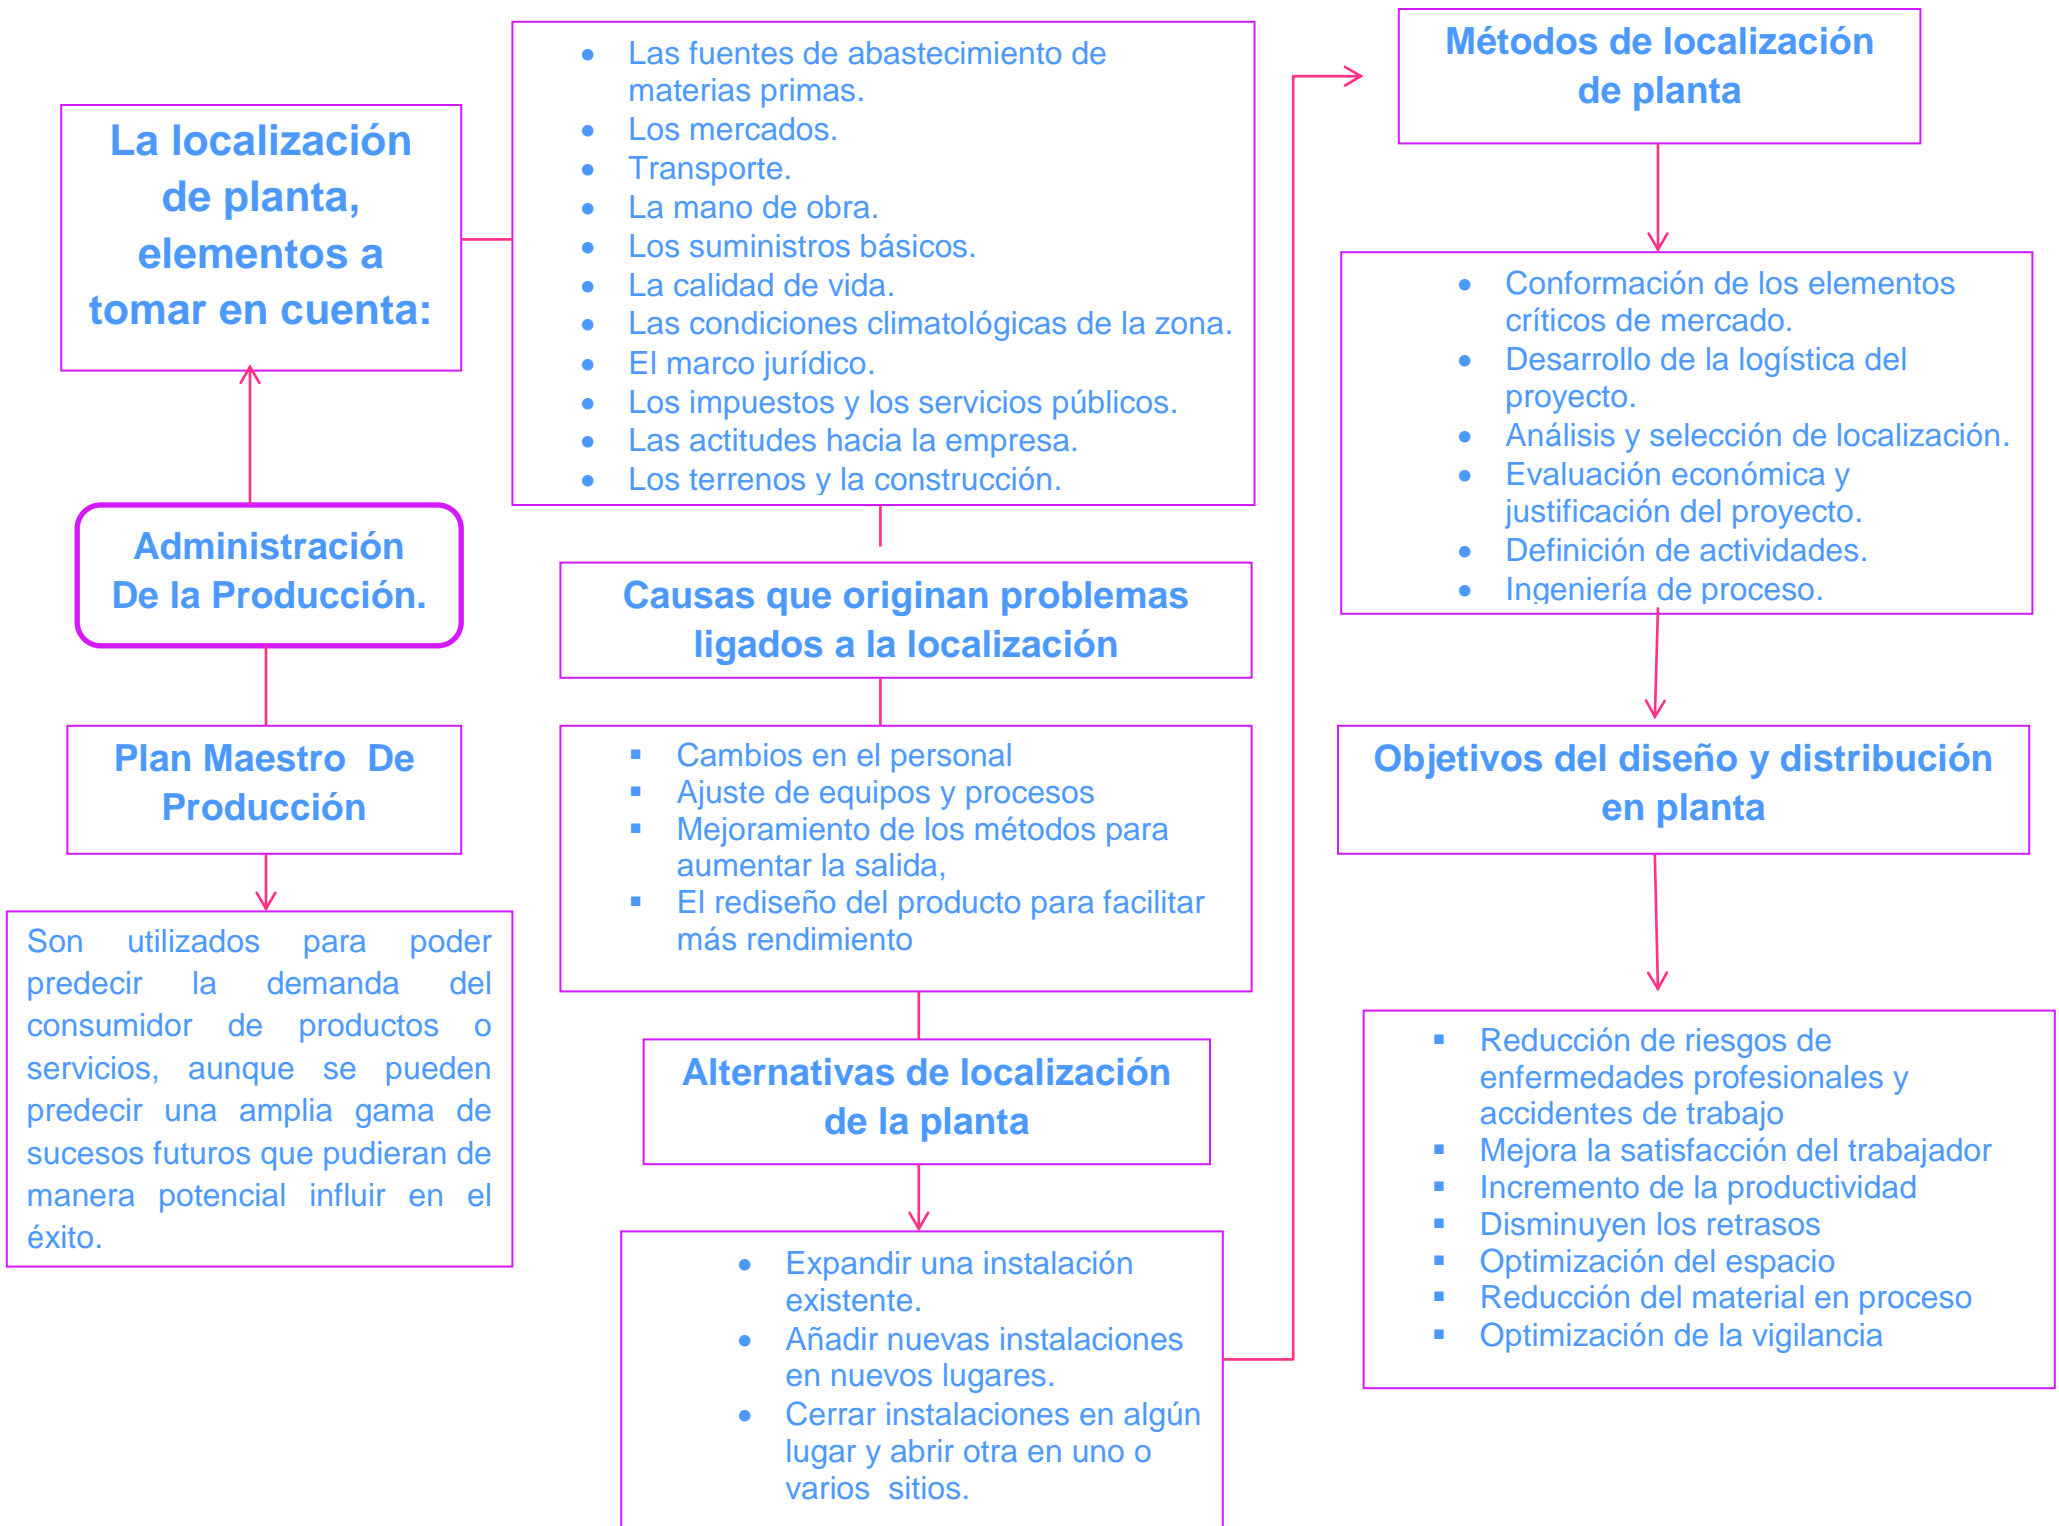 La localización
de planta,
elementos a
tomar en cuenta:
Administración
De la Producción.
Plan Maestro  De
Producción
Son utilizados para poder
predecir la demanda del
consumidor de productos o
servicios, aunque se pueden
predecir una amplia gama de
sucesos futuros que pudieran de
manera potencial influir en el
éxito.
• Las fuentes de abastecimiento de
materias primas.
• Los mercados.
• Transporte.
• La mano de obra.
• Los suministros básicos.
• La calidad de vida.
• Las condiciones climatológicas de la zona.
• El marco jurídico.
• Los impuestos y los servicios públicos.
• Las actitudes hacia la empresa.
• Los terrenos y la construcción.
Causas que originan problemas
ligados a la localización
▪ Cambios en el personal
▪ Ajuste de equipos y procesos
▪ Mejoramiento de los métodos para
aumentar la salida,
▪ El rediseño del producto para facilitar
más rendimiento
Alternativas de localización
de la planta
• Expandir una instalación
existente.
• Añadir nuevas instalaciones
en nuevos lugares.
• Cerrar instalaciones en algún
lugar y abrir otra en uno o
varios  sitios.
Métodos de localización
de planta
• Conformación de los elementos
críticos de mercado.
• Desarrollo de la logística del
proyecto.
• Análisis y selección de localización.
• Evaluación económica y
justificación del proyecto.
• Definición de actividades.
• Ingeniería de proceso.
Objetivos del diseño y distribución
en planta
▪ Reducción de riesgos de
enfermedades profesionales y
accidentes de trabajo
▪ Mejora la satisfacción del trabajador
▪ Incremento de la productividad
▪ Disminuyen los retrasos
▪ Optimización del espacio
▪ Reducción del material en proceso
▪ Optimización de la vigilancia